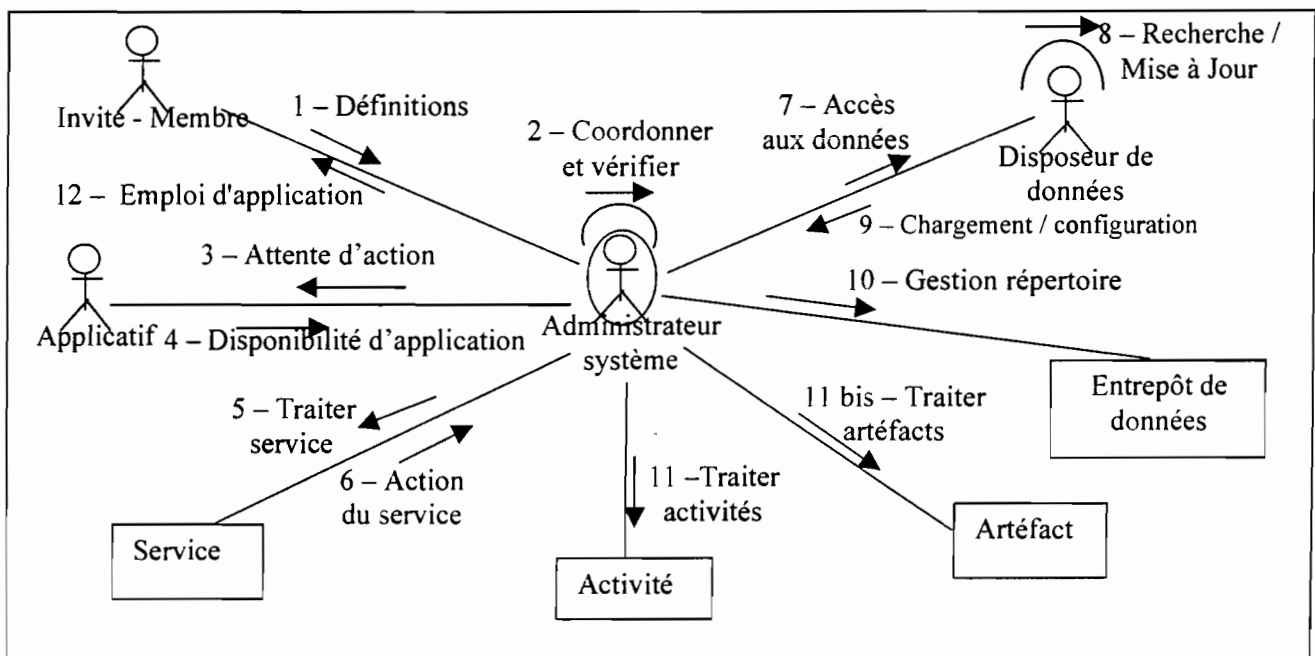 8 – Recherche /
Mise à Jour
Invité - Membre
1 – Définitions
7 – Accès
aux données
2 – Coordonner
et vérifier
Disposeur de
données
12 – Emploi d'application
9 – Chargement / configuration
3 – Attente d'action
10 – Gestion répertoire
Applicatif
4 – Disponibilité d'application
Administrateur
système
Entrepôt de
données
5 – Traiter
service
11 bis – Traiter
artéfacts
6 – Action
du service
11 –Traiter
activités
Service
Activité
Artéfact